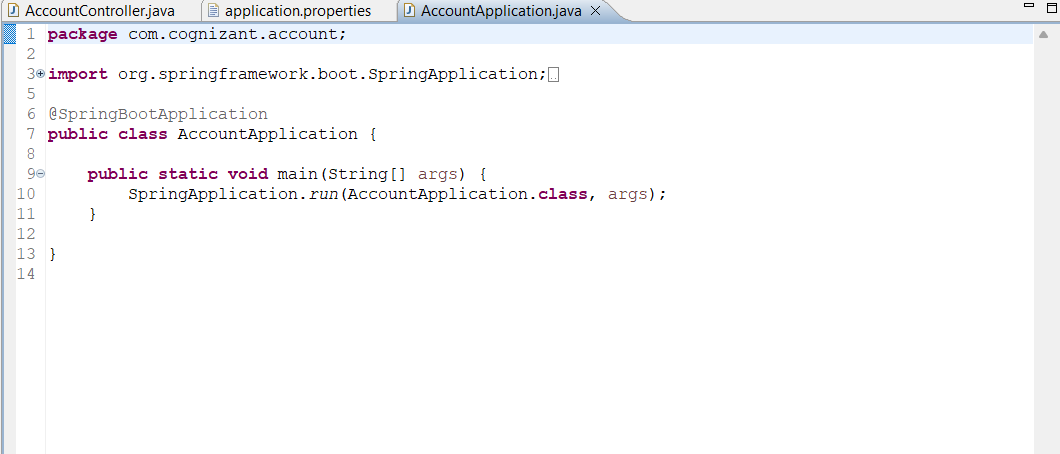 AccountController.java application.properties AccountApplication.java
1 package com.cognizant.account;
2
3 import org.springframework.boot.SpringApplication;
5
6 @SpringBootApplication
7 public class AccountApplication {
8
9 public static void main(String[] args) {
10 SpringApplication.run(AccountApplication.class, args);
11 }
12
13 }
14